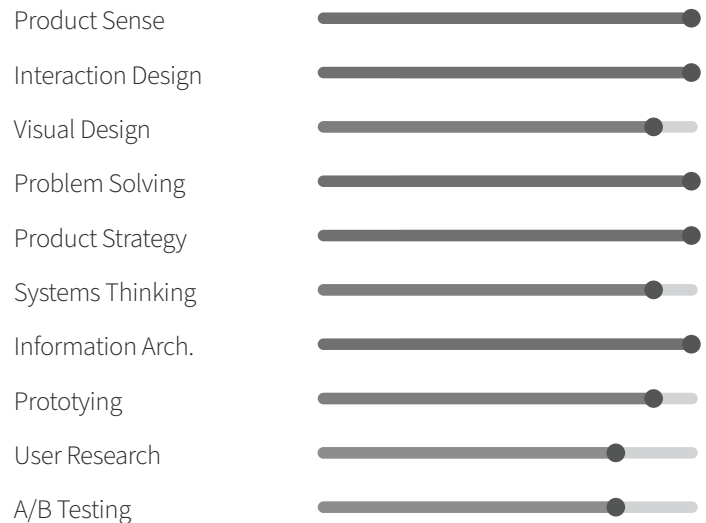 Product Sense
Interaction Design
Visual Design
Problem Solving
Product Strategy
Systems Thinking
Information Arch.
Prototying
User Research
A/B Testing